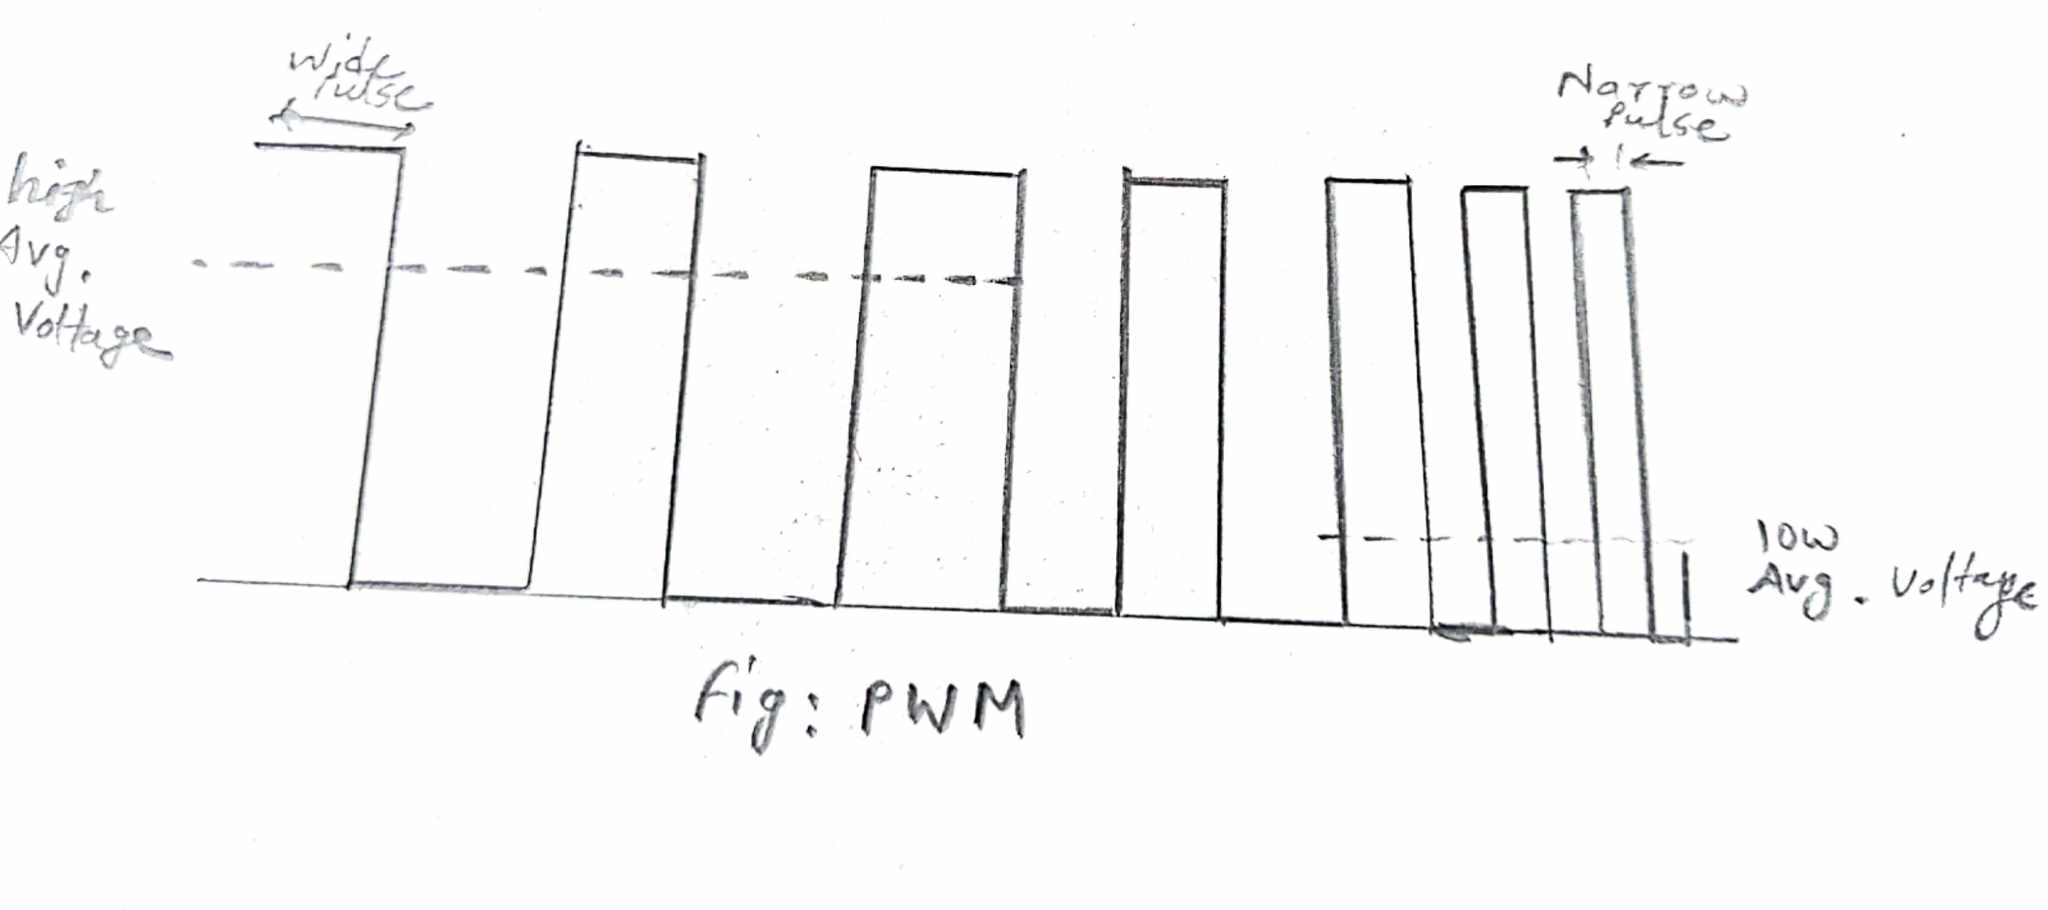 Wide
Pulse
Narrow
Pulse
high
Avg.
Voltage
low
Avg. Voltage
fig: PWM